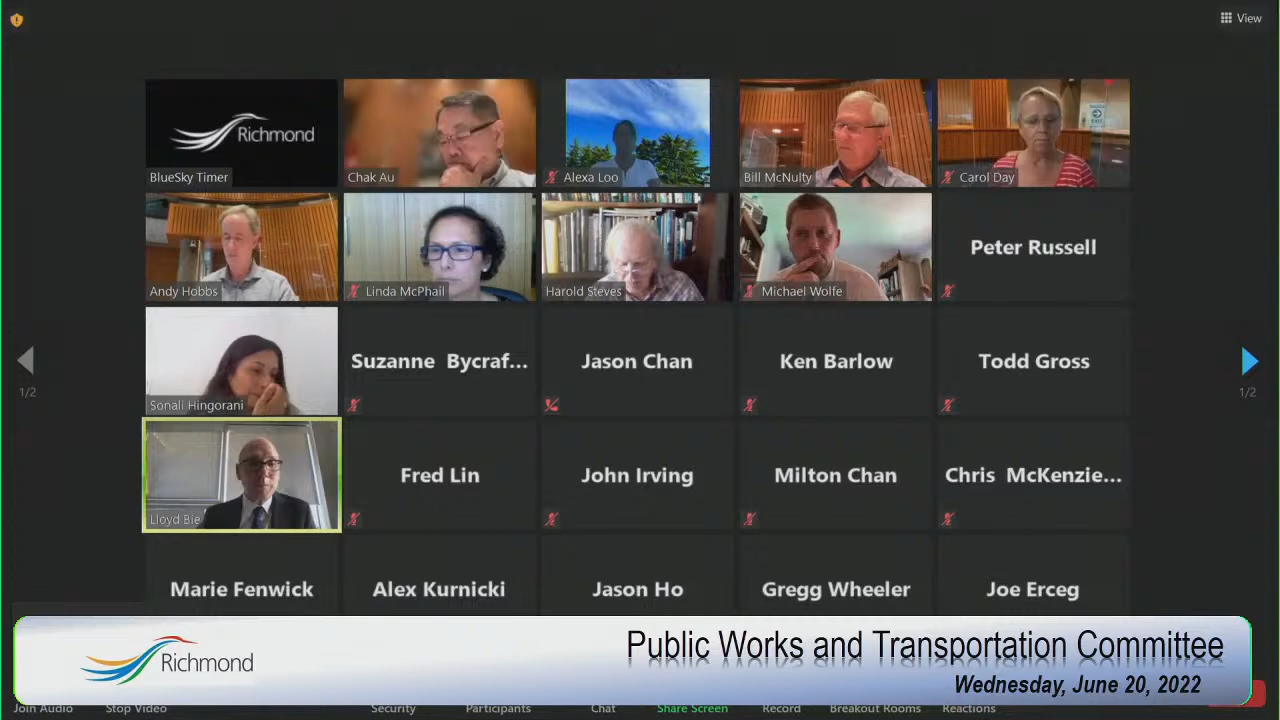 View
Richmond
BlueSky Timer
Chak Au
Alexa Loo
Bill McNulty
Carol Day
EXIT
Andy Hobbs
Linda McPhail
Harold Steves
Michael Wolfe
Peter Russell
Sonali Hingorani
Suzanne Bycraf...
Jason Chan
Ken Barlow
Todd Gross
1/2
1/2
Lloyd Bie
Fred Lin
John Irving
Milton Chan
Chris McKenzie...
Marie Fenwick
Alex Kurnicki
Jason Ho
Gregg Wheeler
Joe Erceg
Richmond
Public Works and Transportation Committee
Wednesday, June 20, 2022
Join Audio
Stop Video
Security
Participants
Chat
Share Screen
Record
Breakout Rooms
Reactions